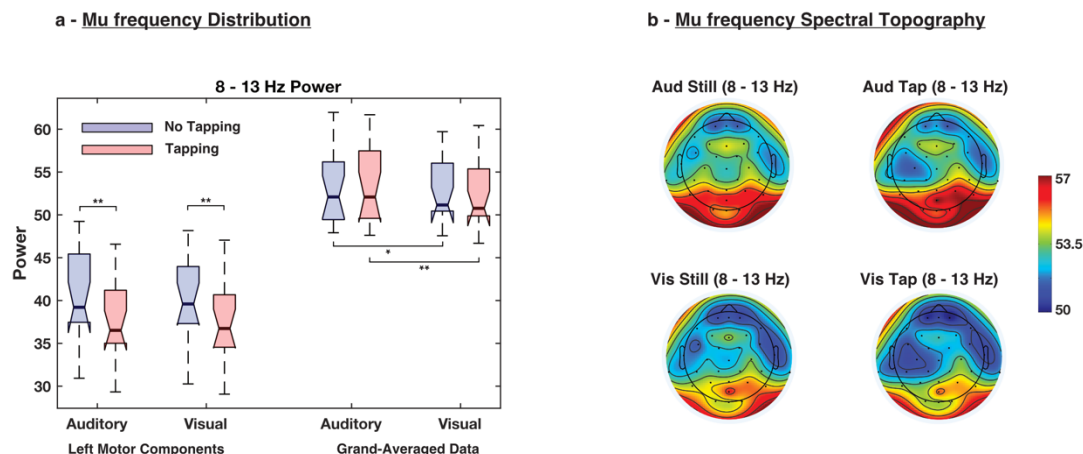 a - Mu frequency Distribution
8 - 13 Hz Power
No Tapping
Tapping
Power
60
55
50
45
40
35
30
**
**
*
**
Auditory
Visual
Auditory
Visual
Left Motor Components
Grand-Averaged Data
b - Mu frequency Spectral Topography
Aud Still (8 - 13 Hz)
Aud Tap (8 - 13 Hz)
Vis Still (8 - 13 Hz)
Vis Tap (8 - 13 Hz)
57
53.5
50